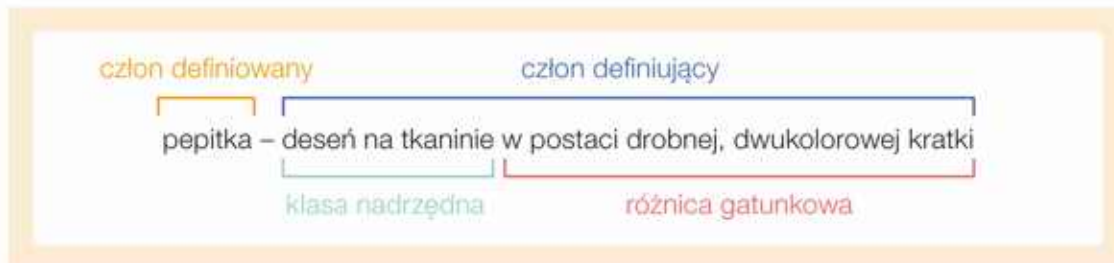 człon definiowany człon definiujący
pepitka – deseń na tkaninie w postaci drobnej, dwukolorowej kratki
klasa nadrzędna różnica gatunkowa